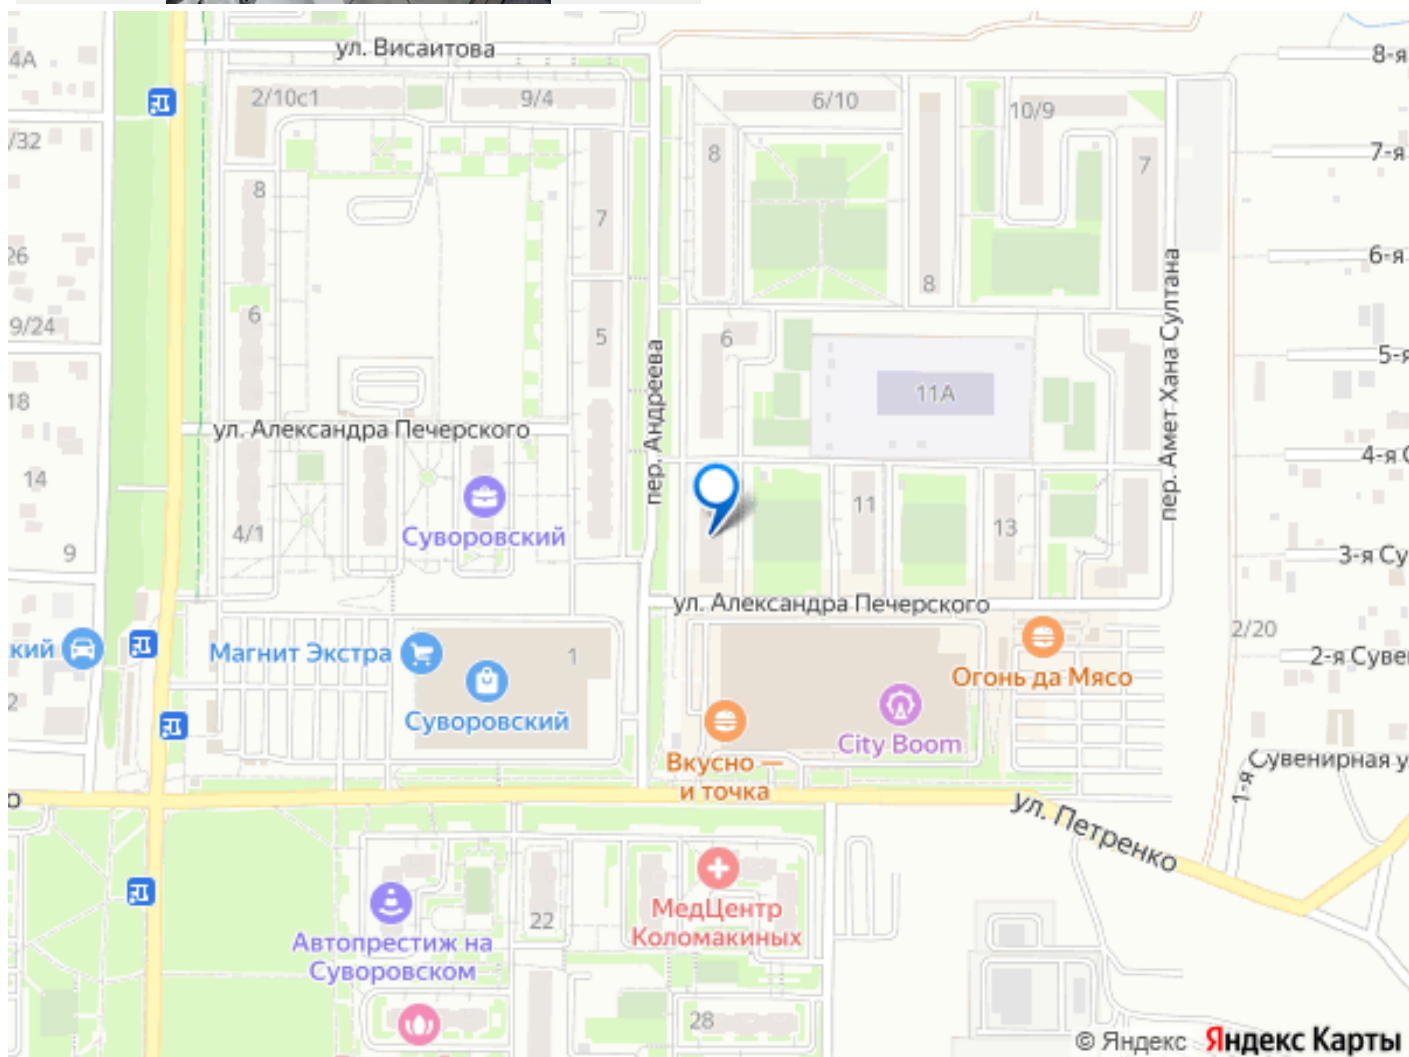 ул. Висаитова
8-я
4А
2/10с1
9/4
6/10
10/9
/32
8
7
7-я
8
7
26
6-я
8
9/24
6
5
6
5-я
пер. Андреева
пер. Амет Хана Султана
11А
18
ул. Александра Печерского
4-я С
14
11
13
Суворовский
4/1
9
3-я Су
ул. Александра Печерского
2/20
кий
Магнит Экстра
1
2-я Суве
Огонь да Мясо
2
Суворовский
City Boom
Вкусно —
и точка
1-я Сувенирная у
о
ул. Петренко
МедЦентр
Коломакиных
22
Автопрестиж на
Суворовском
28
© Яндекс Яндекс Карты